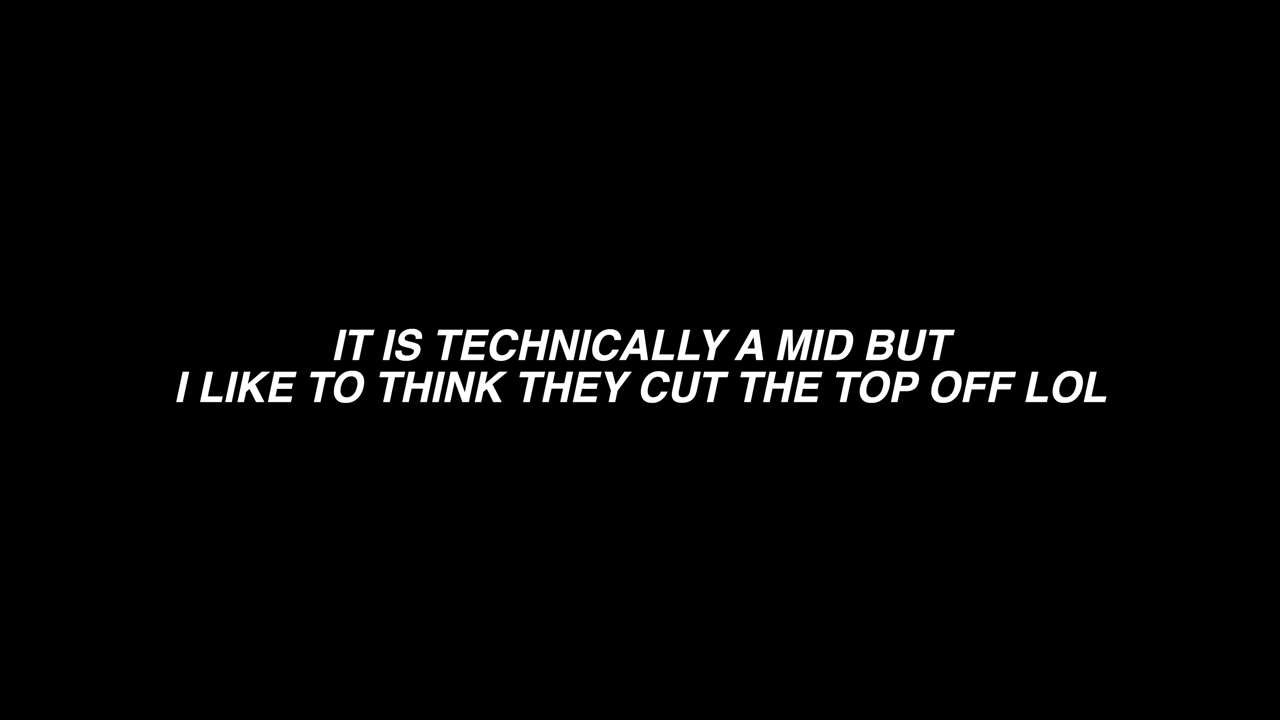 IT IS TECHNICALLY A MID BUT
I LIKE TO THINK THEY CUT THE TOP OFF LOL